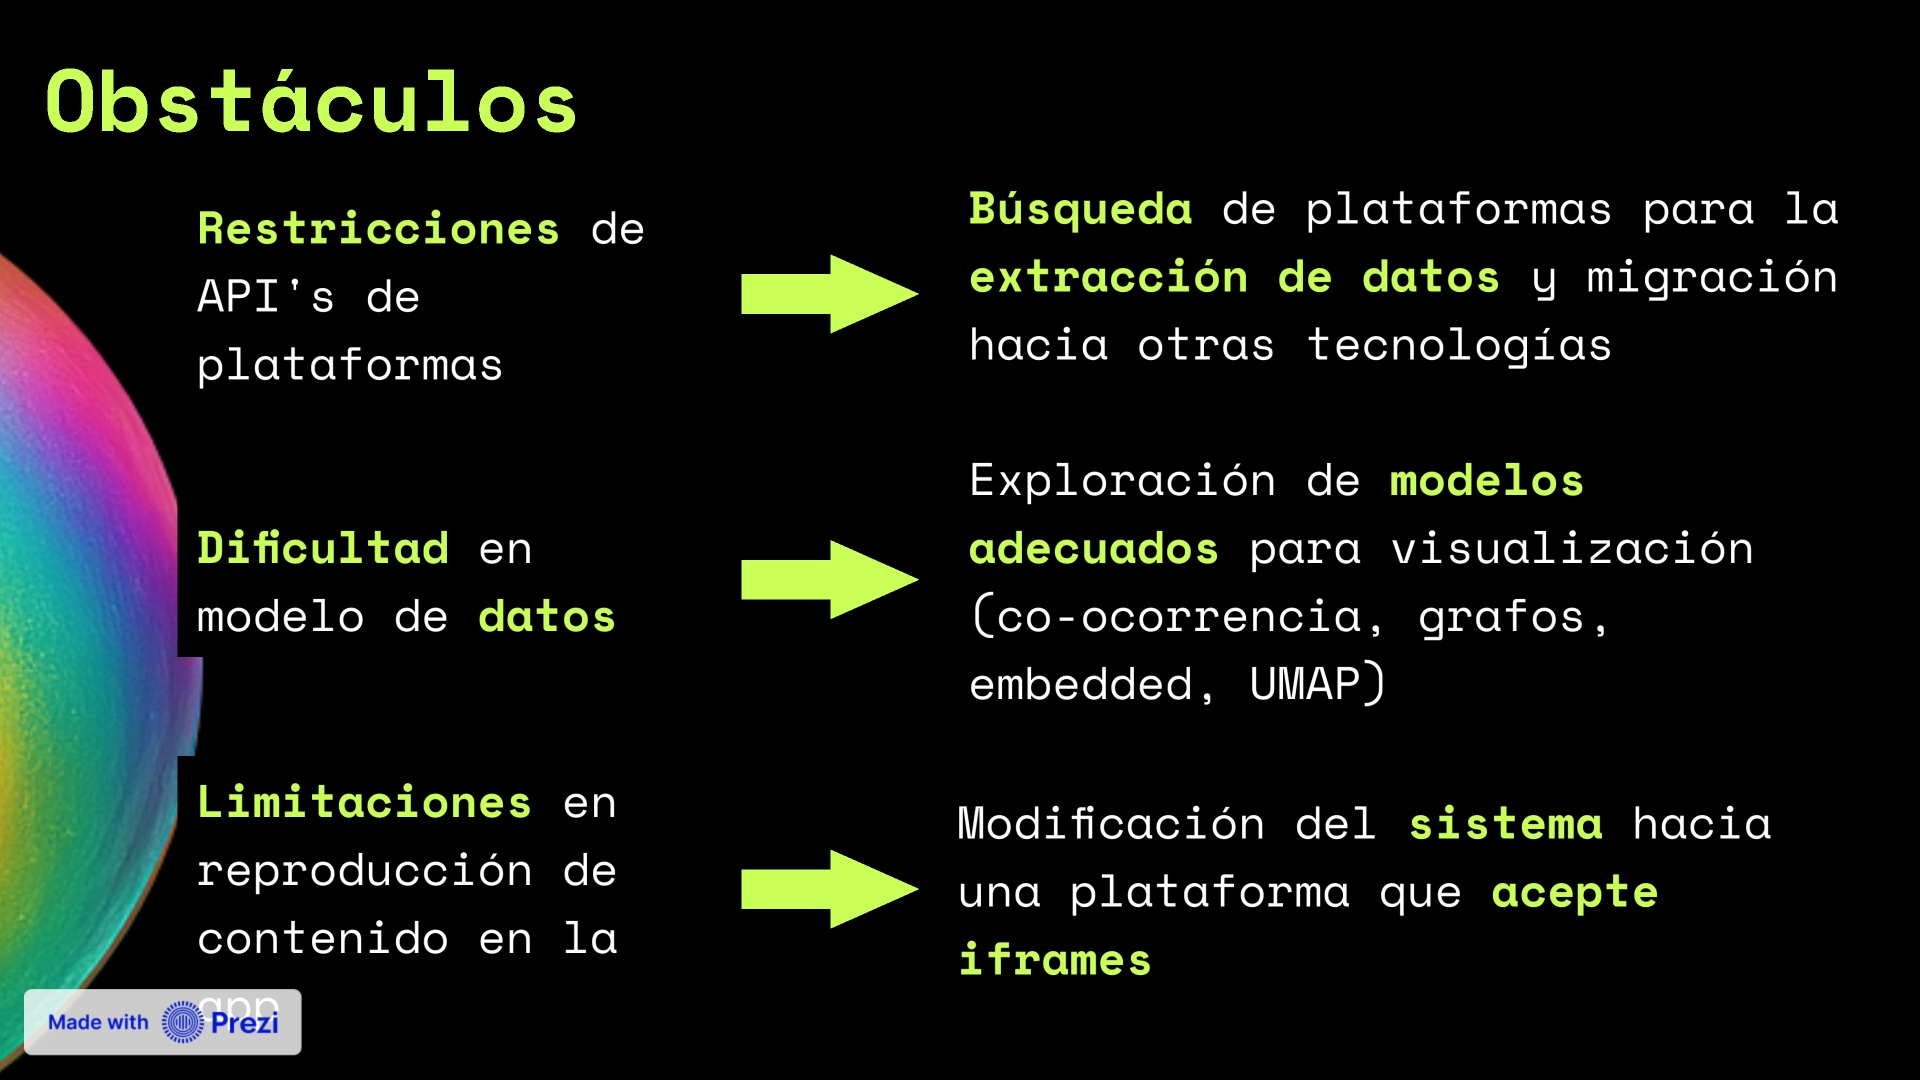 Obstáculos
Restricciones de
API's de
plataformas
Búsqueda de plataformas para la
extracción de datos y migración
hacia otras tecnologías
Dificultad en
modelo de datos
Exploración de modelos
adecuados para visualización
(co-ocorrencia, grafos,
embedded, UMAP)
Limitaciones en
reproducción de
contenido en la
app
Modificación del sistema hacia
una plataforma que acepte
iframes
Made with Prezi